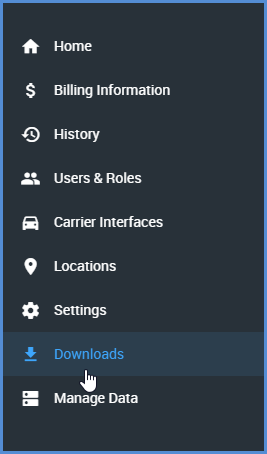 Home
Billing Information
History
Users & Roles
Carrier Interfaces
Locations
Settings
Downloads
Manage Data